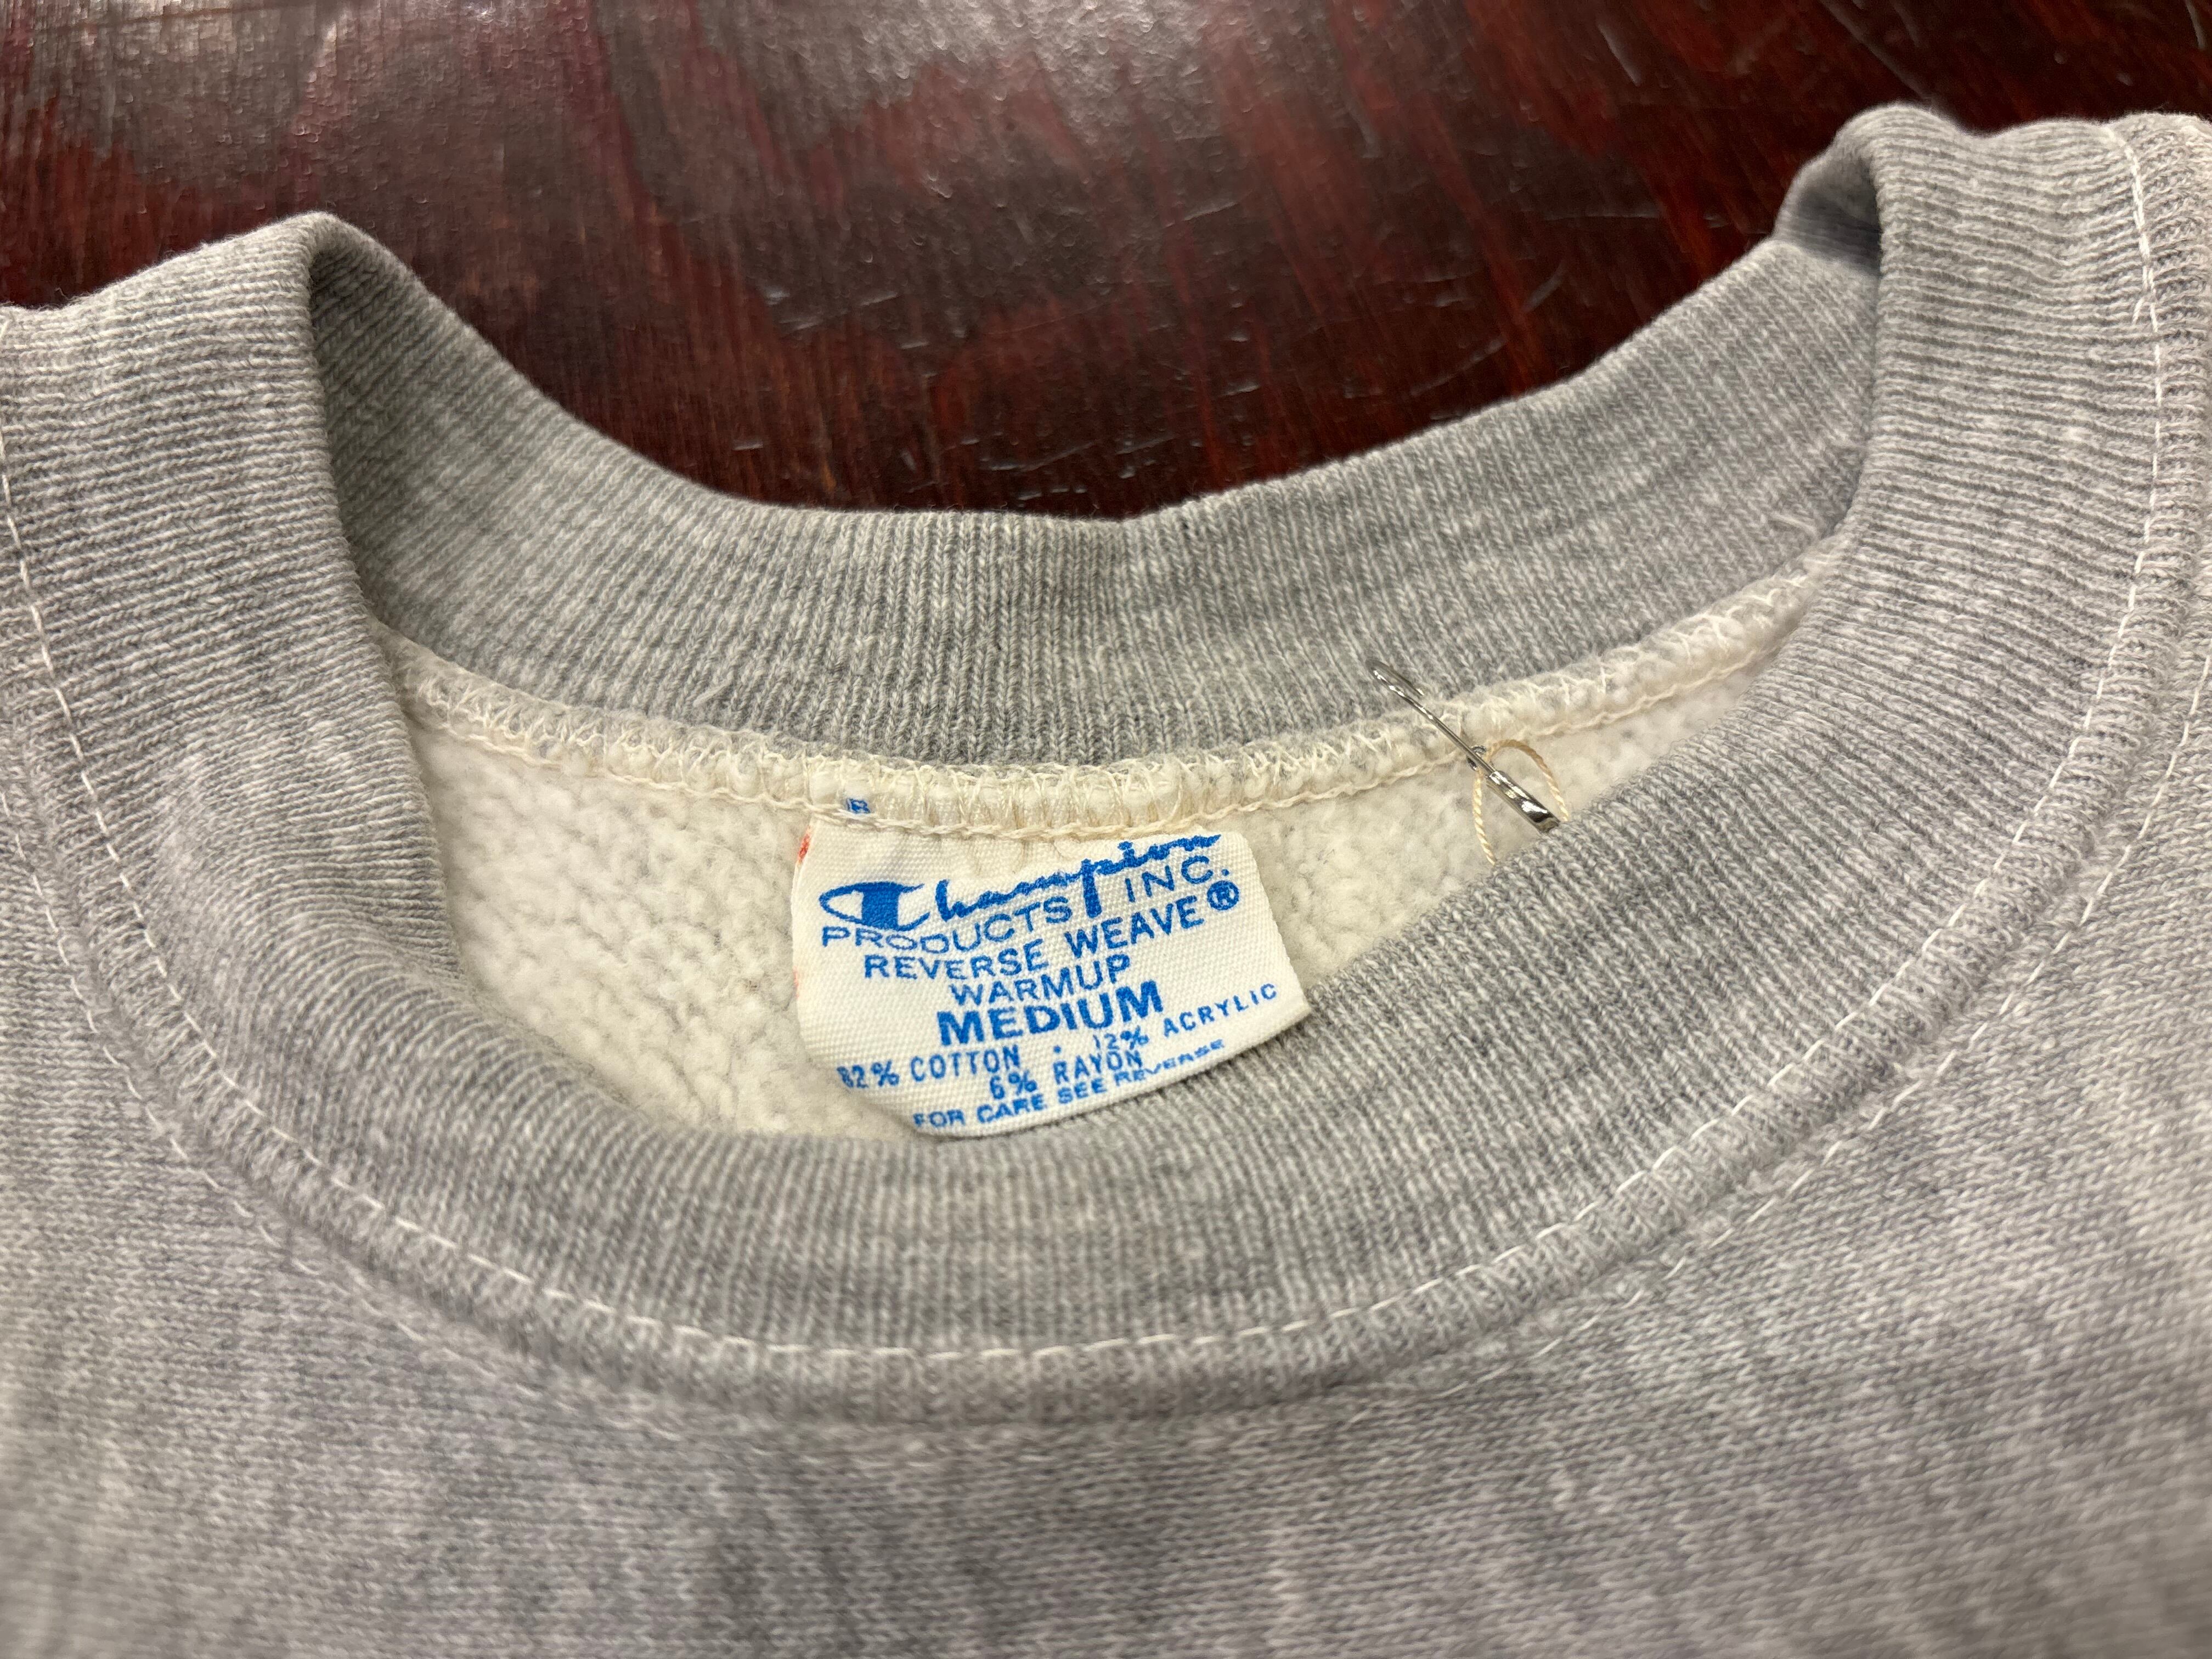 B
Champion
PRODUCTS INC.
REVERSE WEAVE®
WARMUP
MEDIUM
82% COTTON · 12% ACRYLIC
6% RAYON
FOR CARE SEE REVERSE